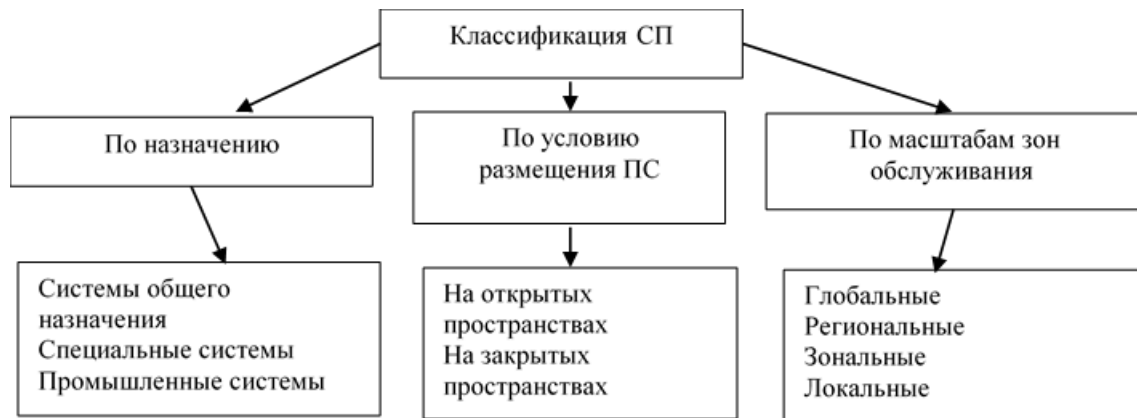 Классификация СП
По назначению
По условию
размещения ПС
По масштабам зон
обслуживания
Системы общего
назначения
Специальные системы
Промышленные системы
На открытых
пространствах
На закрытых
пространствах
Глобальные
Региональные
Зональные
Локальные